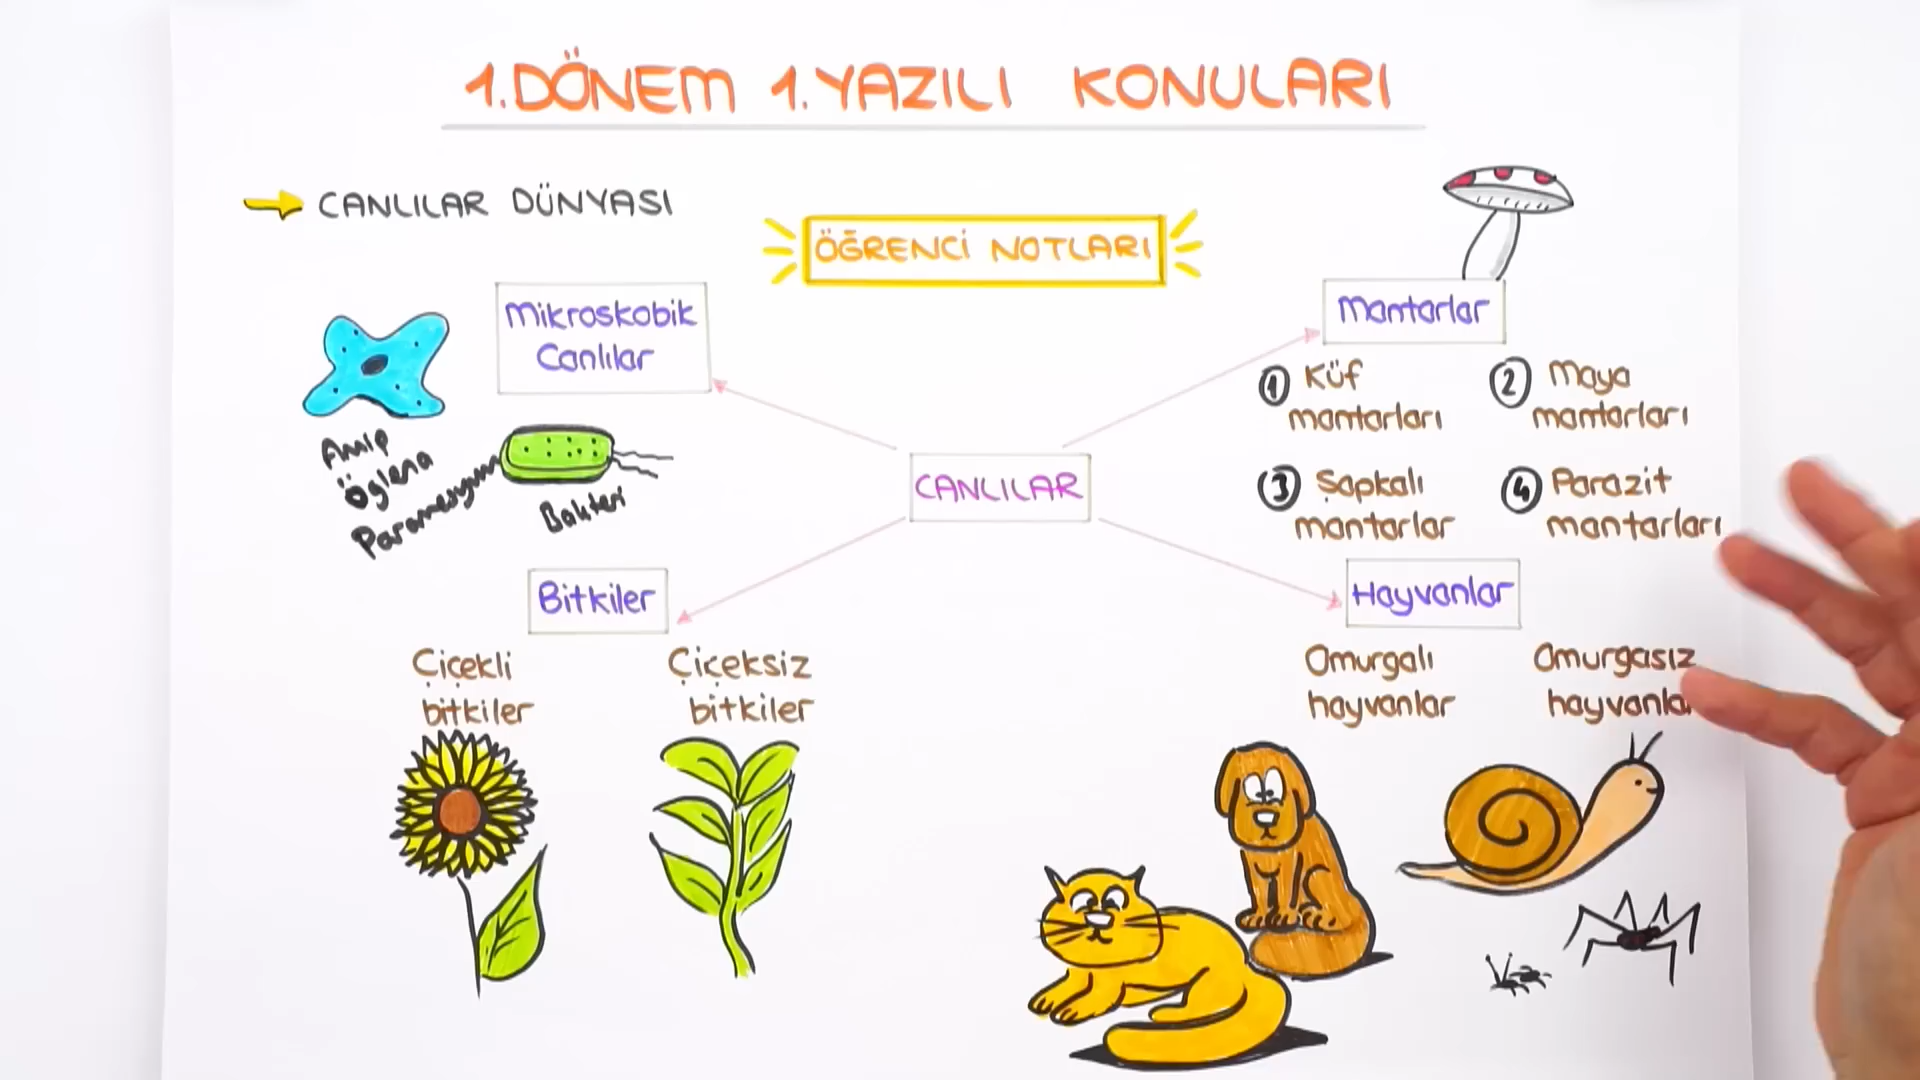 1.DÖNEM 1.YAZILI KONULARI
CANLILAR DÜNYASI
ÖĞRENCİ NOTLARI
Mikroskobik
Canlılar
Amip
Öglena
Paramesyum
Bakteri
Mantarlar
1 Küf
mantarları
2 Maya
mantarları
3 Şapkalı
mantarlar
4 Parazit
mantarları
CANLILAR
Bitkiler
Çiçekli
bitkiler
Çiçeksiz
bitkiler
Hayvanlar
Omurgalı
hayvanlar
Omurgasız
hayvanla